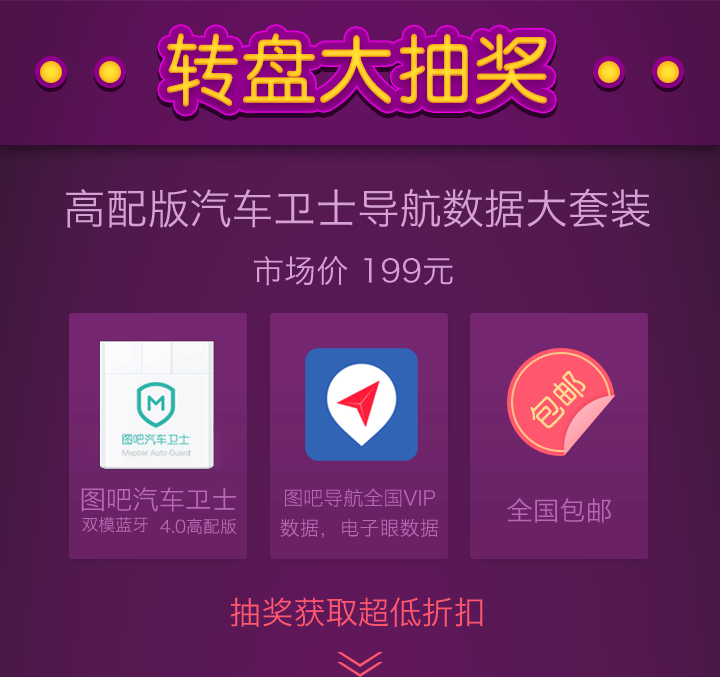 转盘大抽奖
高配版汽车卫士导航数据大套装
市场价 199元
M
图吧汽车卫士
Mapbar Auto Guard
图吧汽车卫士
双模蓝牙 4.0高配版
图吧导航全国VIP
数据，电子眼数据
包邮
全国包邮
抽奖获取超低折扣